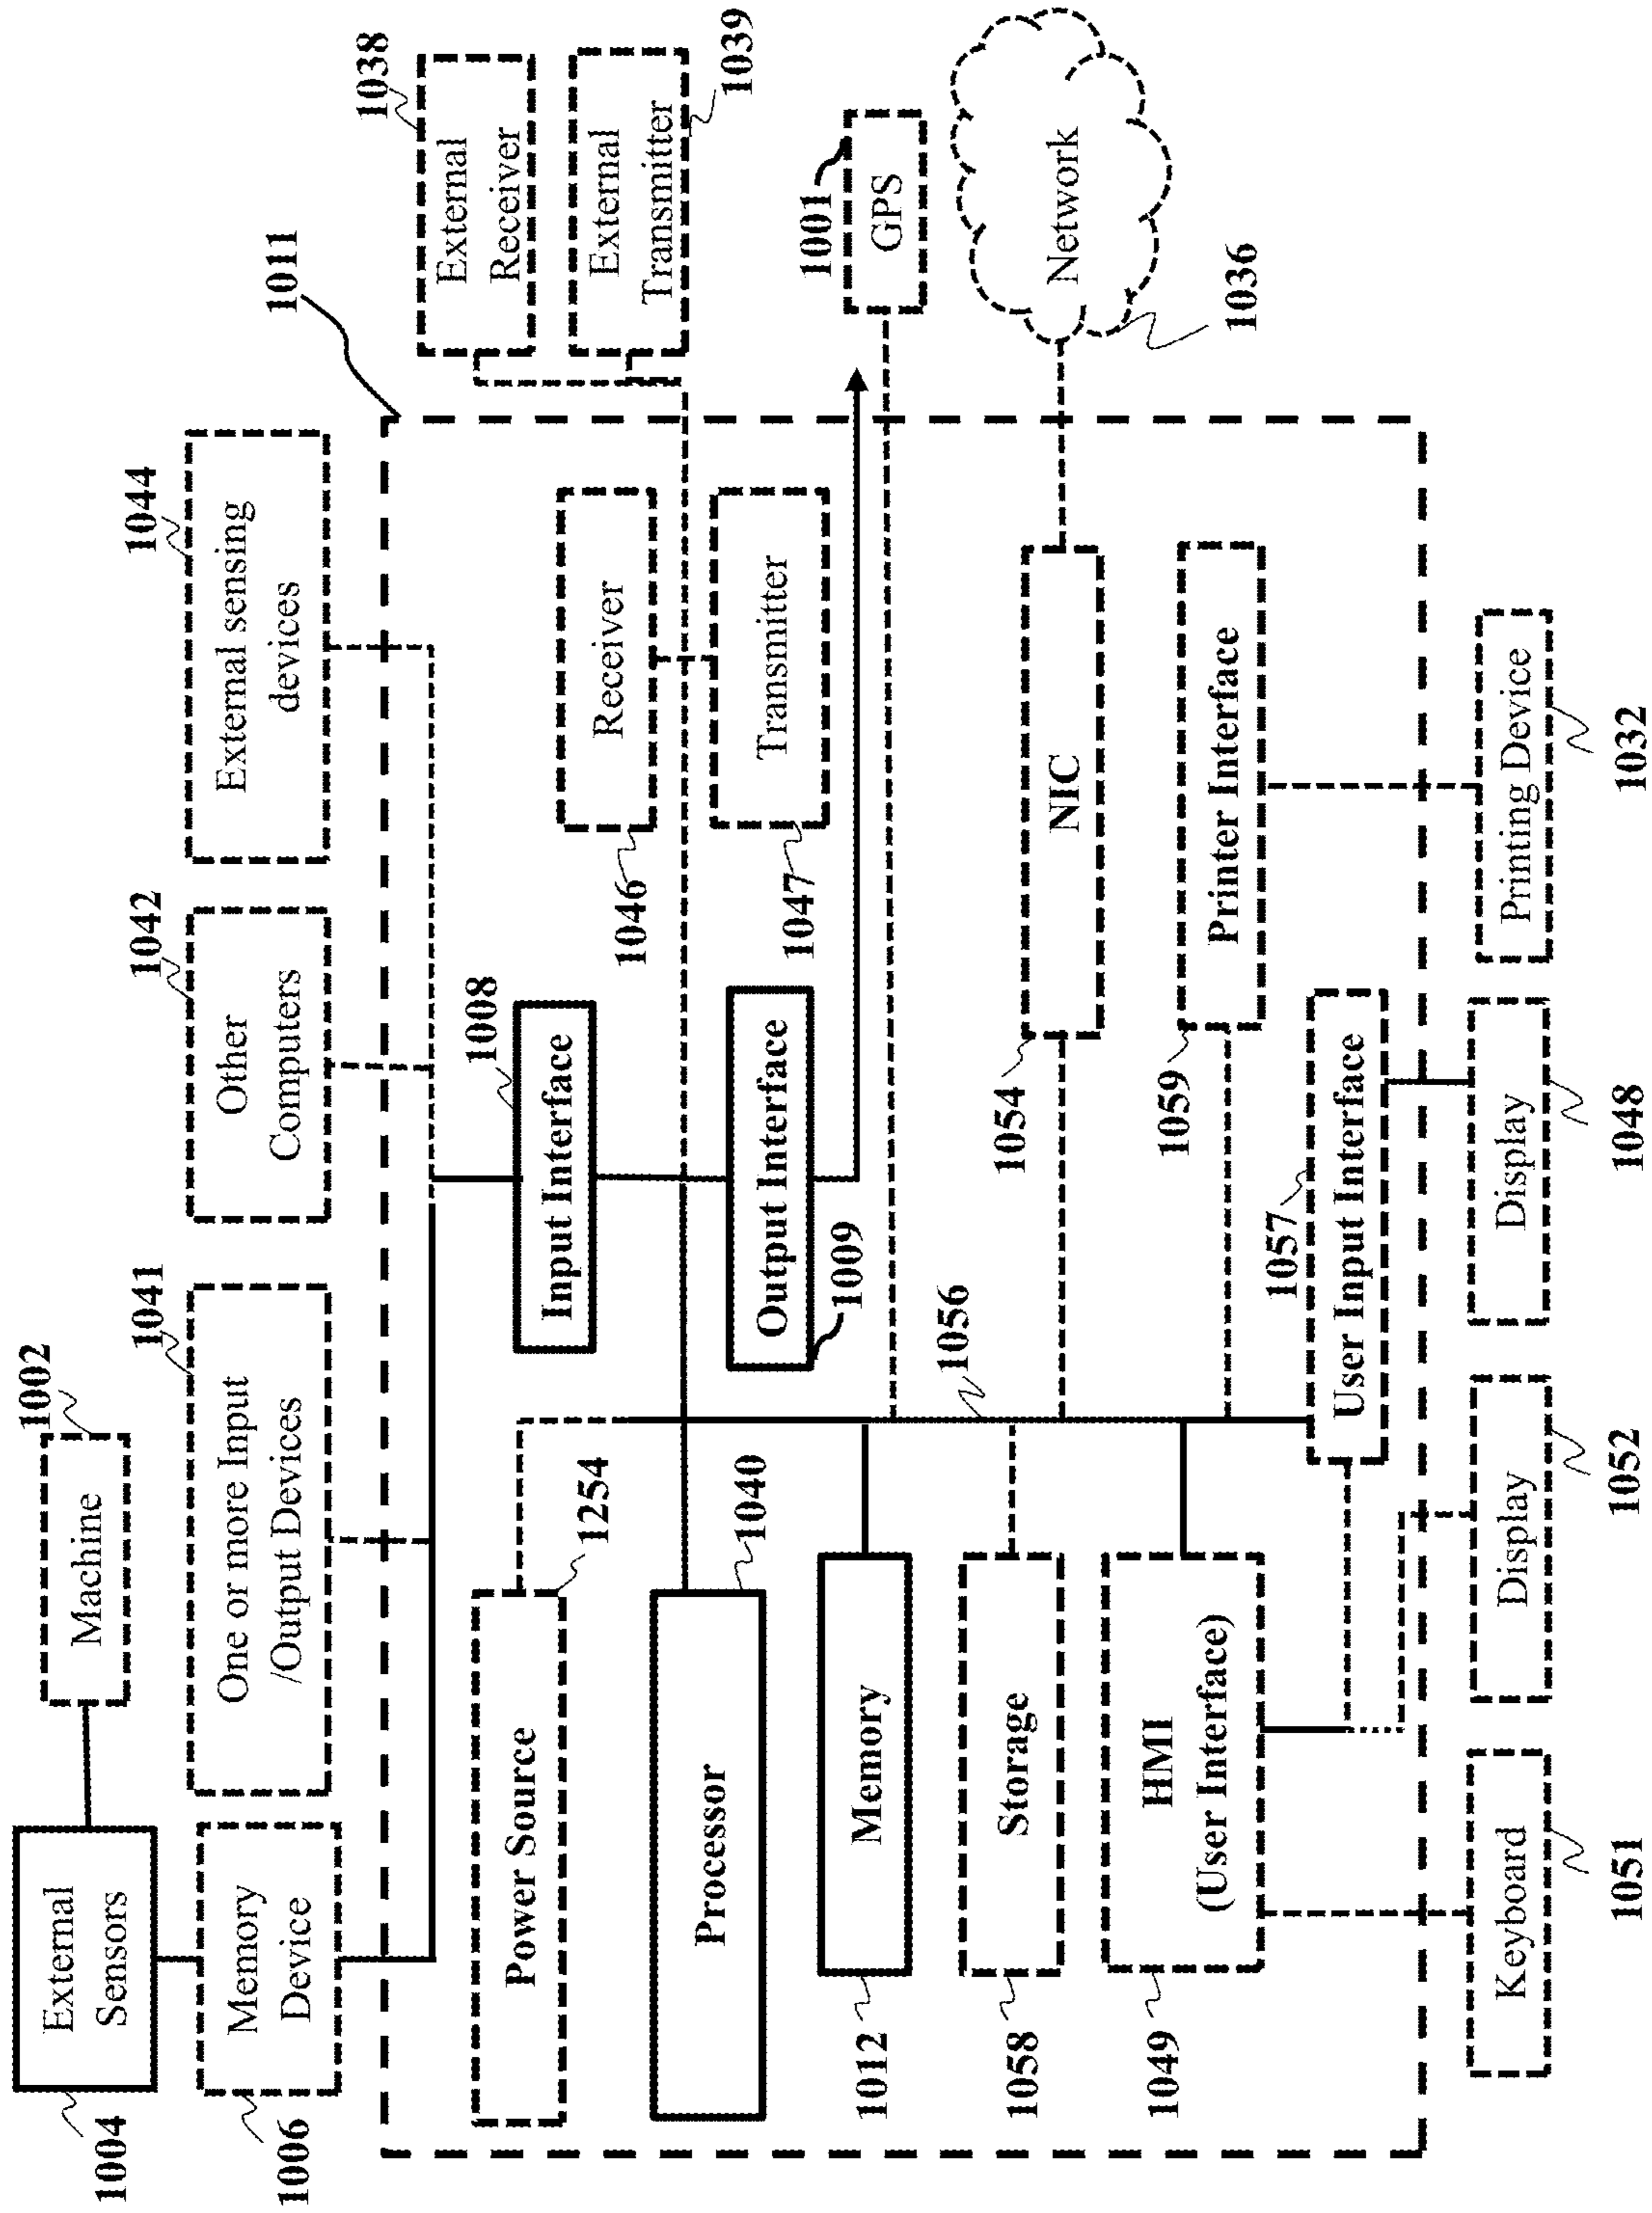 1004
External
Sensors
Machine
1002
1006
Memory
Device
One or more Input
/Output Devices
1041
Other
Computers
1042
External sensing
devices
1044
1011
External
Receiver
1038
External
Transmitter
1039
1001
GPS
Network
1036
Power Source
1254
Input Interface
1008
Receiver
1046
Processor
1040
Output Interface
1009
Transmitter
1047
1012
Memory
1056
1058
Storage
1054
NIC
1049
HMI
(User Interface)
1059
Printer Interface
1057
User Input Interface
Keyboard
1051
Display
1052
Display
1048
Printing Device
1032